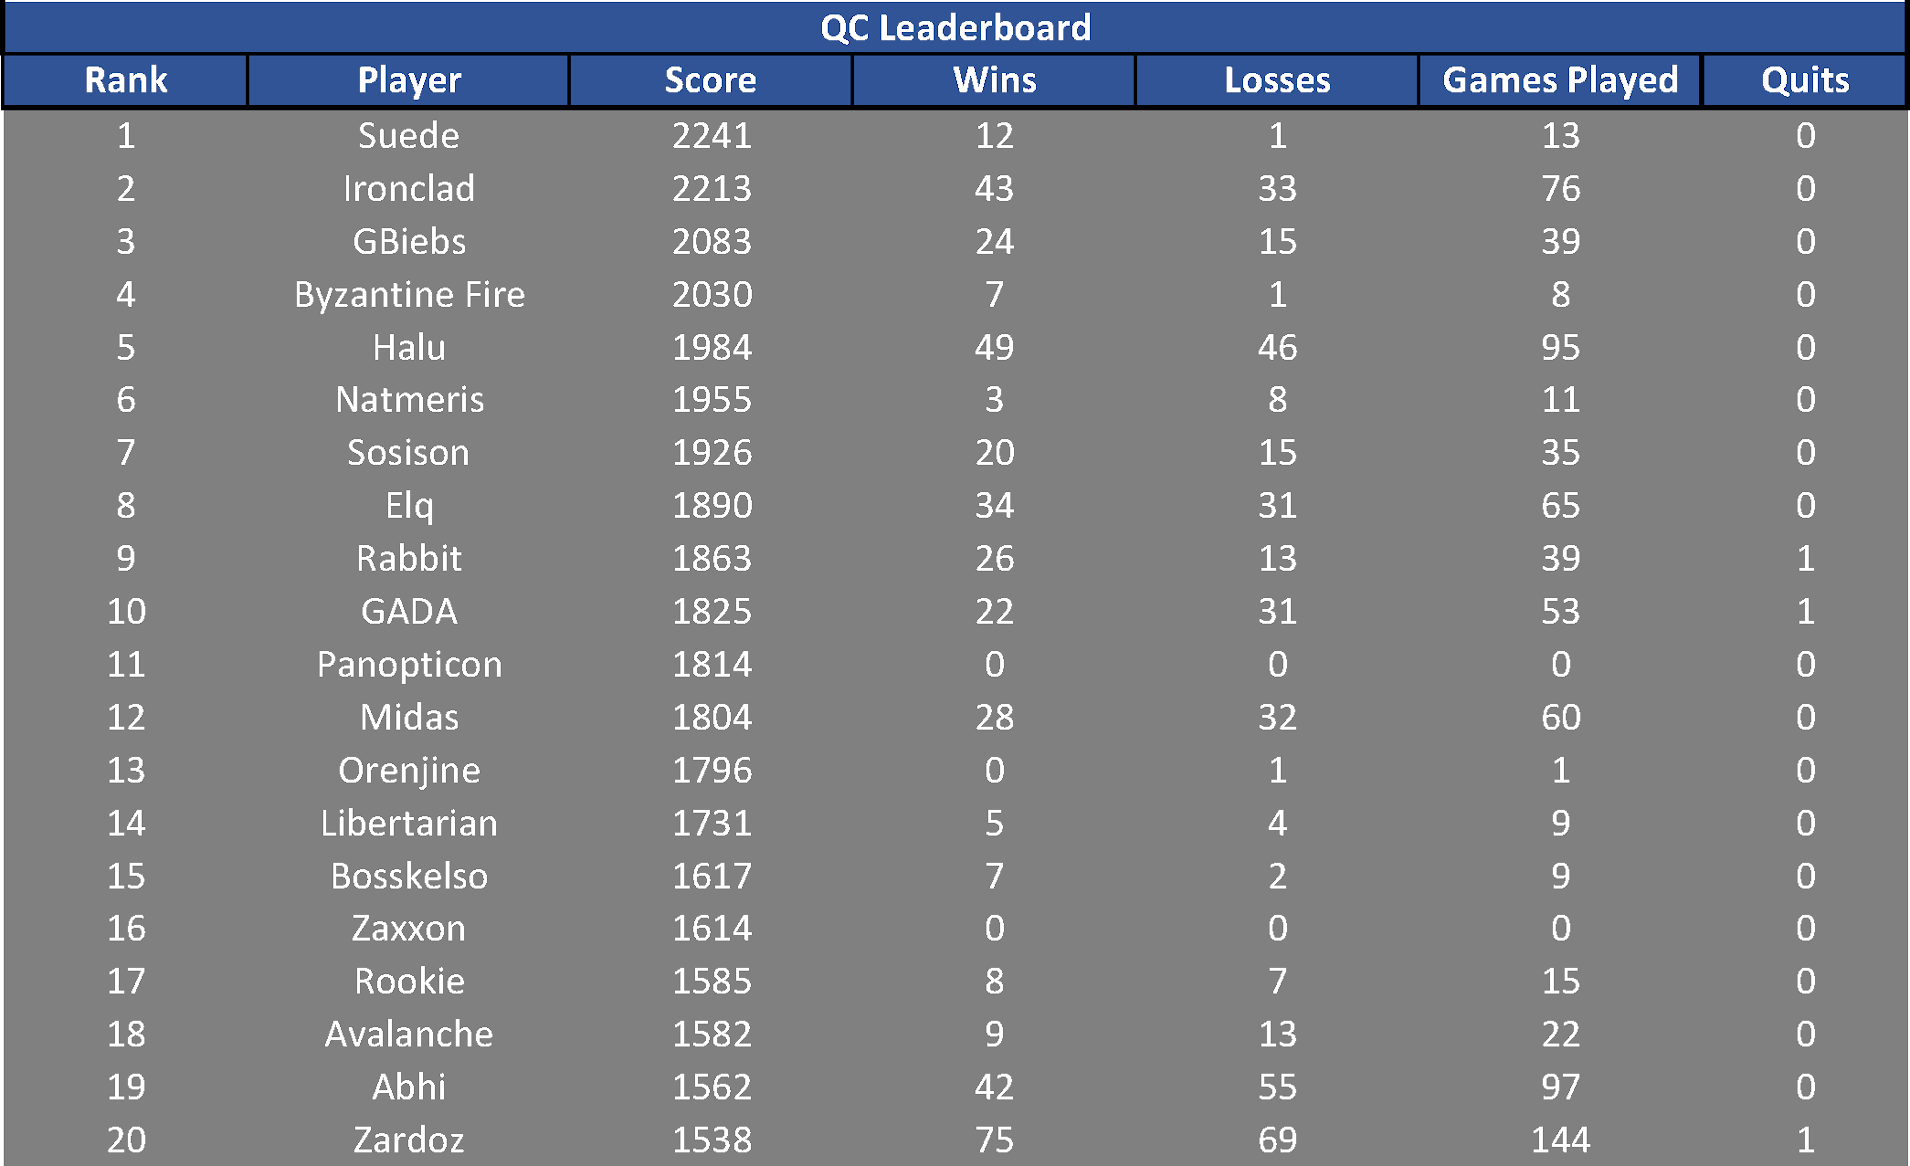 QC Leaderboard
Rank Player Score Wins Losses Games Played Quits
1 Suede 2241 12 1 13 0
2 Ironclad 2213 43 33 76 0
3 GBiebs 2083 24 15 39 0
4 Byzantine Fire 2030 7 1 8 0
5 Halu 1984 49 46 95 0
6 Natmeris 1955 3 8 11 0
7 Sosison 1926 20 15 35 0
8 Elq 1890 34 31 65 0
9 Rabbit 1863 26 13 39 1
10 GADA 1825 22 31 53 1
11 Panopticon 1814 0 0 0 0
12 Midas 1804 28 32 60 0
13 Orenjine 1796 0 1 1 0
14 Libertarian 1731 5 4 9 0
15 Bosskelso 1617 7 2 9 0
16 Zaxxon 1614 0 0 0 0
17 Rookie 1585 8 7 15 0
18 Avalanche 1582 9 13 22 0
19 Abhi 1562 42 55 97 0
20 Zardoz 1538 75 69 144 1